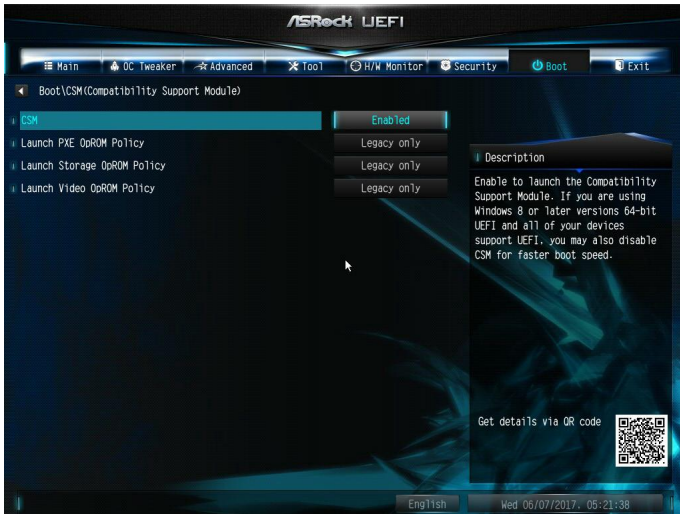 ASRock UEFI
Main OC Tweaker Advanced Tool H/W Monitor Security Boot Exit
Boot\CSM(Compatibility Support Module)
CSM Enabled
Launch PXE OpROM Policy Legacy only
Launch Storage OpROM Policy Legacy only
Launch Video OpROM Policy Legacy only
Description
Enable to launch the Compatibility
Support Module. If you are using
Windows 8 or later versions 64-bit
UEFI and all of your devices
support UEFI, you may also disable
CSM for faster boot speed.
Get details via QR code
English Wed 06/07/2017. 05:21:38